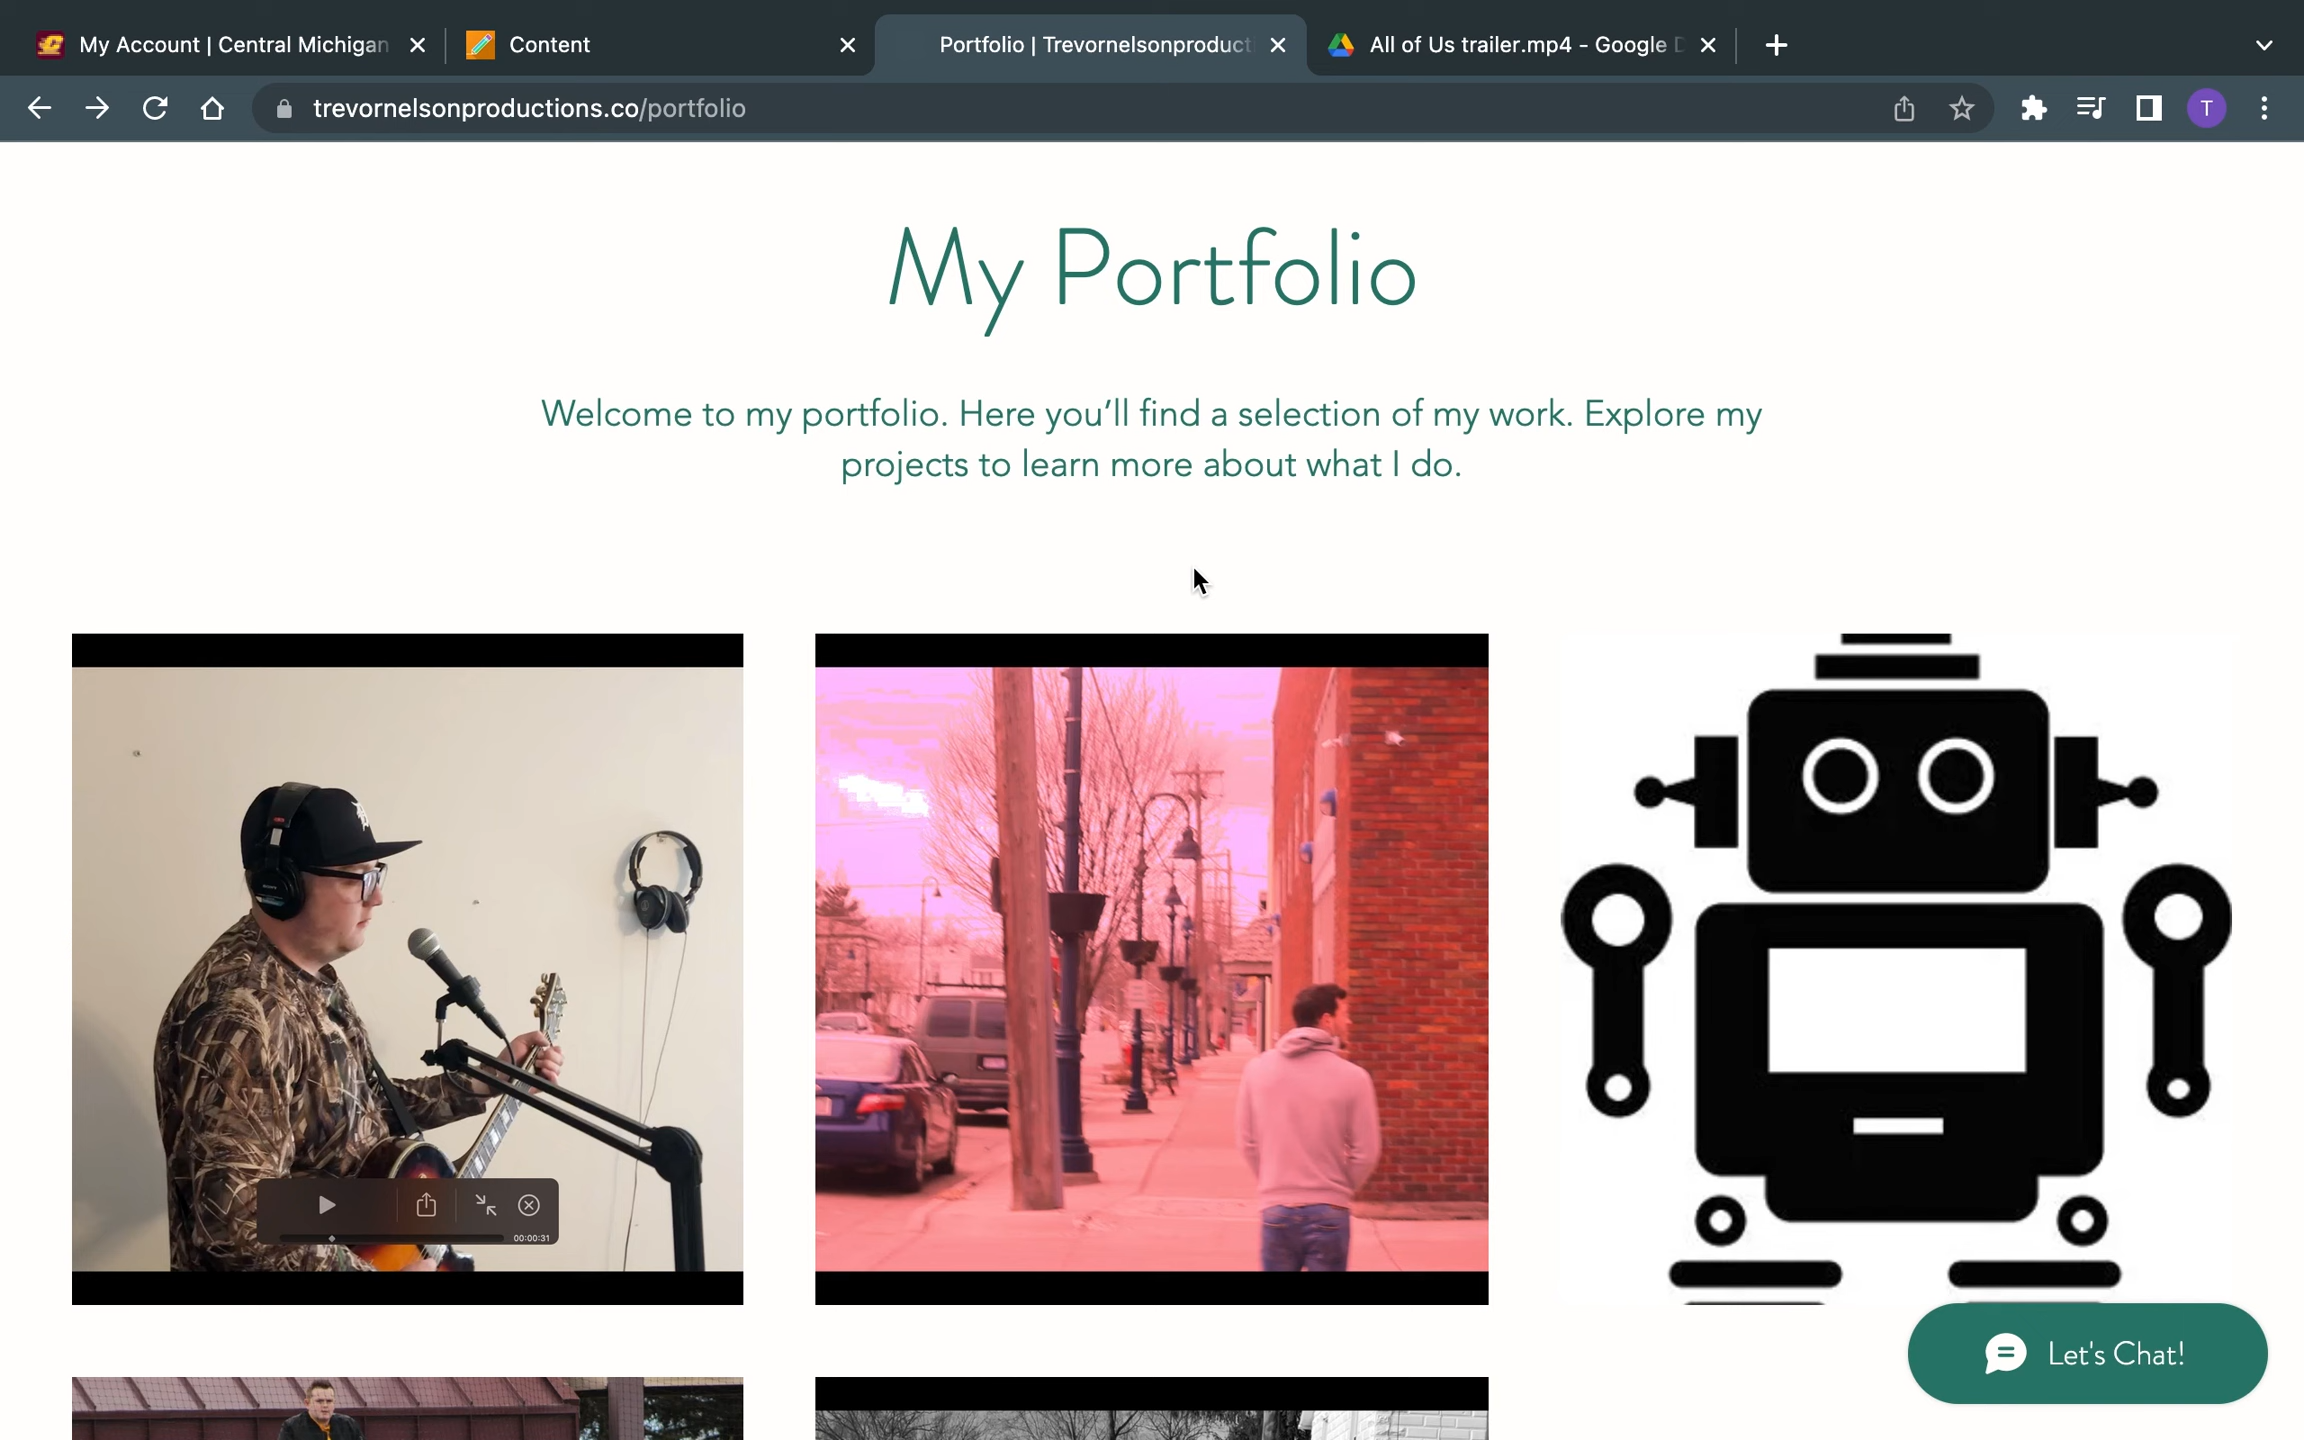 My Account | Central Michigan
Content
Portfolio | Trevornelsonproduct
All of Us trailer.mp4 - Google D
trevornelsonproductions.co/portfolio
T
My Portfolio
Welcome to my portfolio. Here you’ll find a selection of my work. Explore my
projects to learn more about what I do.
00:00:31
Let's Chat!